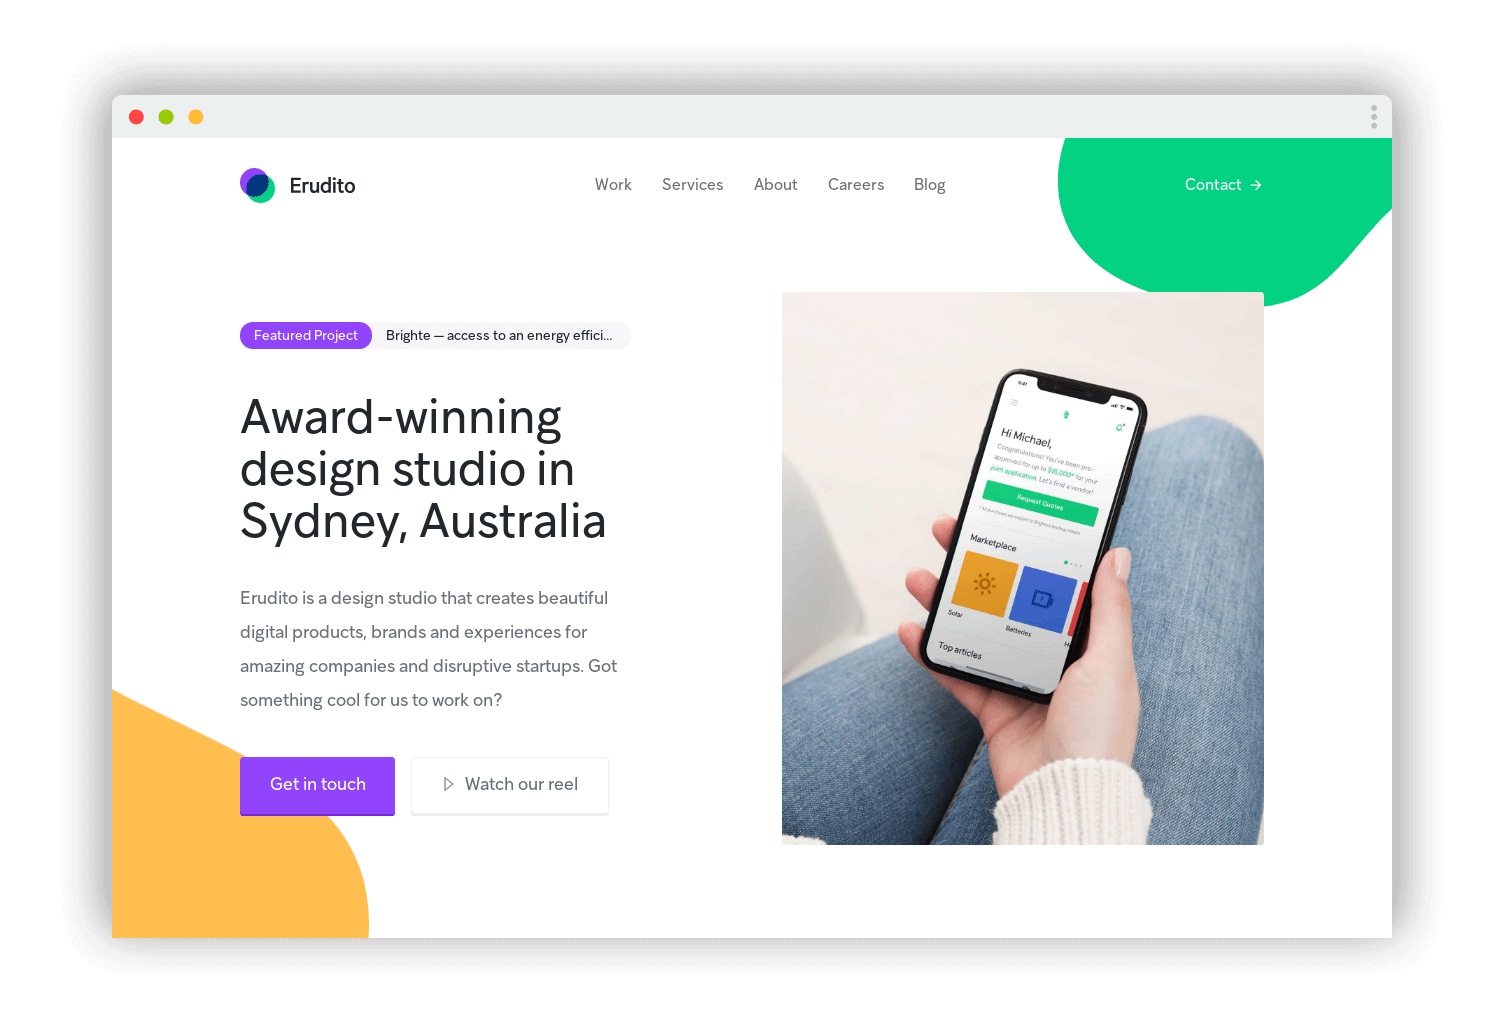 Erudito
Work
Services
About
Careers
Blog
Contact →
Featured Project
Brighte — access to an energy effici...
Award-winning
design studio in
Sydney, Australia
Erudito is a design studio that creates beautiful
digital products, brands and experiences for
amazing companies and disruptive startups. Got
something cool for us to work on?
Get in touch
Watch our reel
9:41
Hi Michael,
Congratulations! You've been pre-
approved for up to $15,000* for your
joint application. Let's find a vendor!
Request Quotes
Marketplace
Solar
Batteries
Top articles